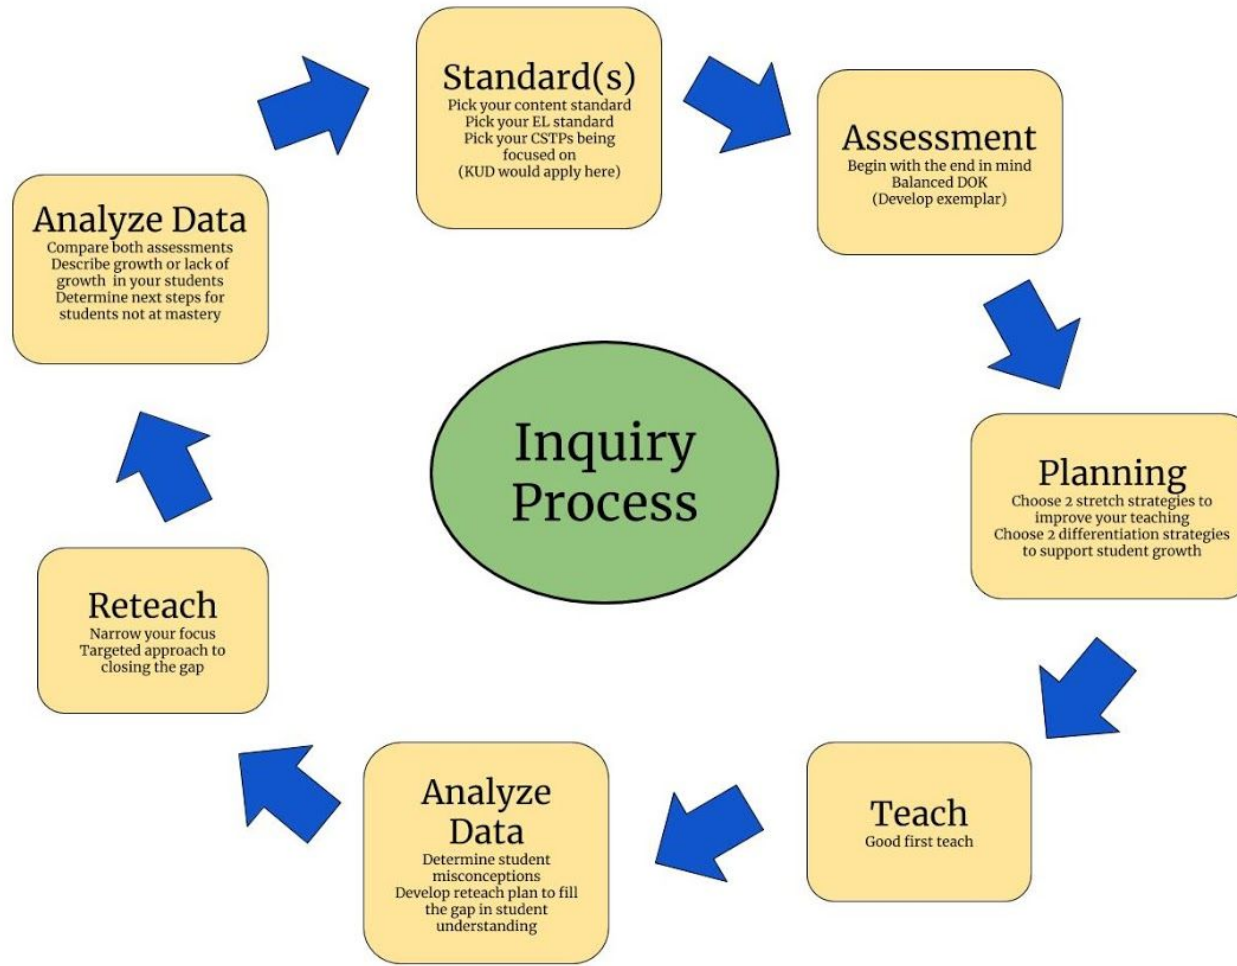 Standard(s)
Pick your content standard
Pick your EL standard
Pick your CSTPs being
focused on
(KUD would apply here)
Assessment
Begin with the end in mind
Balanced DOK
(Develop exemplar)
Planning
Choose 2 stretch strategies to
improve your teaching
Choose 2 differentiation strategies
to support student growth
Teach
Good first teach
Analyze
Data
Determine student
misconceptions
Develop reteach plan to fill
the gap in student
understanding
Reteach
Narrow your focus
Targeted approach to
closing the gap
Analyze Data
Compare both assessments
Describe growth or lack of
growth in your students
Determine next steps for
students not at mastery
Inquiry
Process